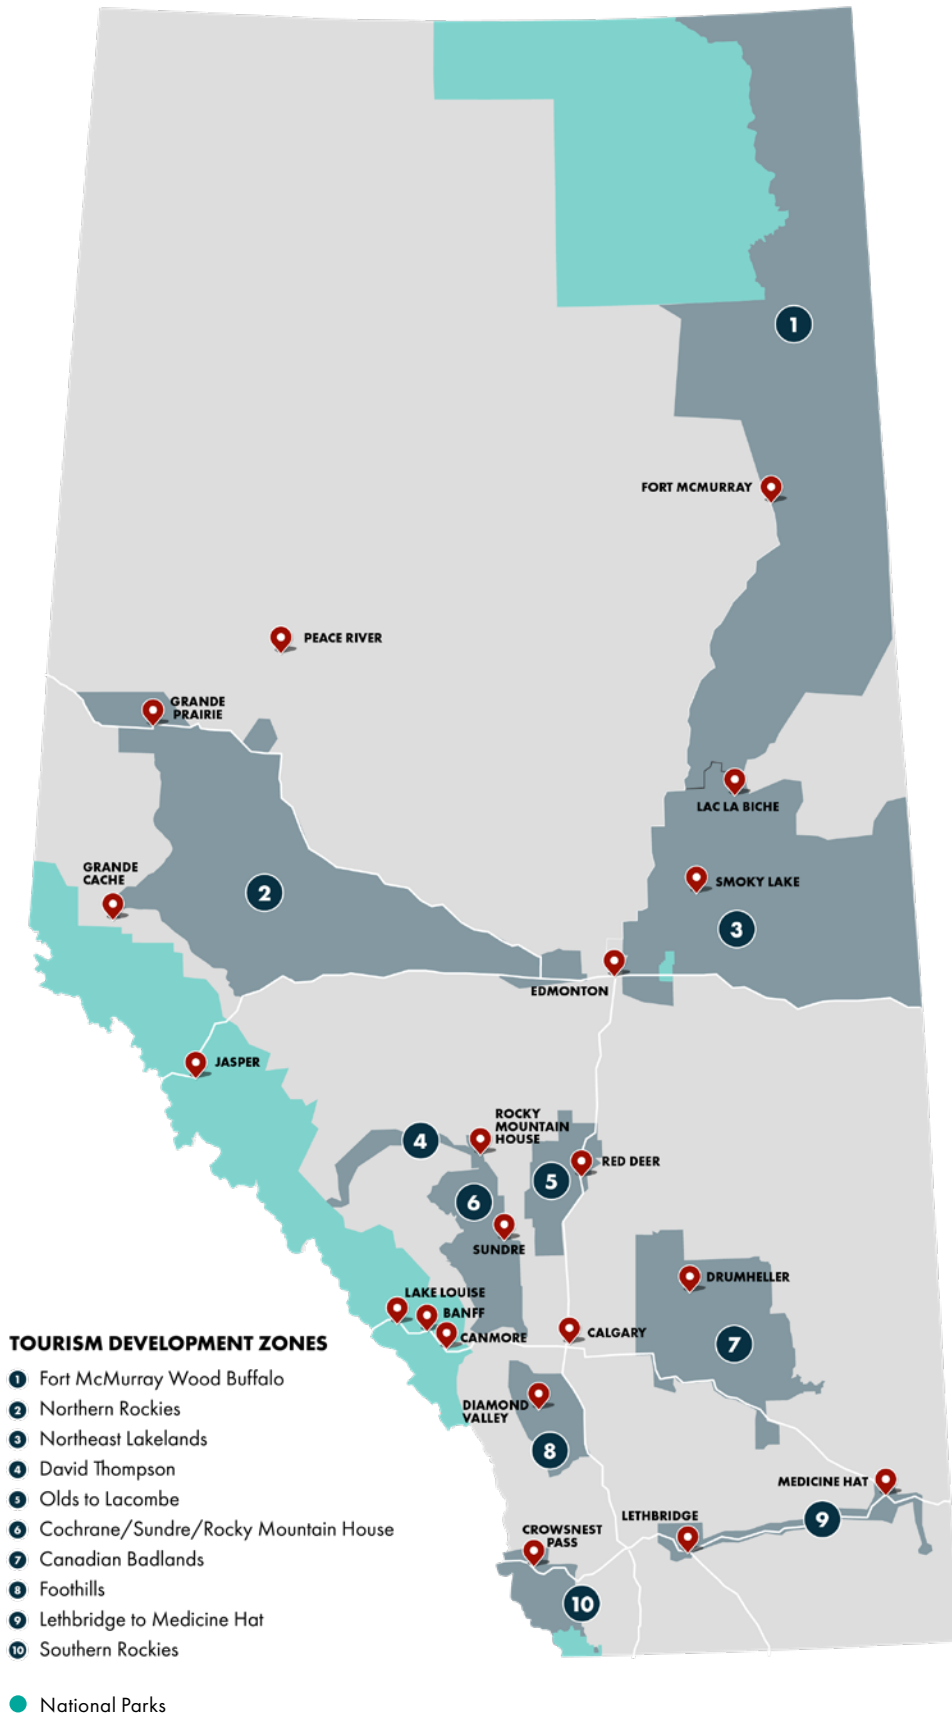 1
FORT MCMURRAY
PEACE RIVER
GRANDE
PRAIRIE
LAC LA BICHE
GRANDE
CACHE
2
SMOKY LAKE
3
EDMONTON
JASPER
ROCKY
MOUNTAIN
HOUSE
4
RED DEER
5
6
SUNDRE
DRUMHELLER
LAKE LOUISE
BANFF
CANMORE
CALGARY
7
DIAMOND
VALLEY
8
MEDICINE HAT
LETHBRIDGE
9
CROWSNEST
PASS
10
TOURISM DEVELOPMENT ZONES
1 Fort McMurray Wood Buffalo
2 Northern Rockies
3 Northeast Lakelands
4 David Thompson
5 Olds to Lacombe
6 Cochrane/Sundre/Rocky Mountain House
7 Canadian Badlands
8 Foothills
9 Lethbridge to Medicine Hat
10 Southern Rockies
National Parks